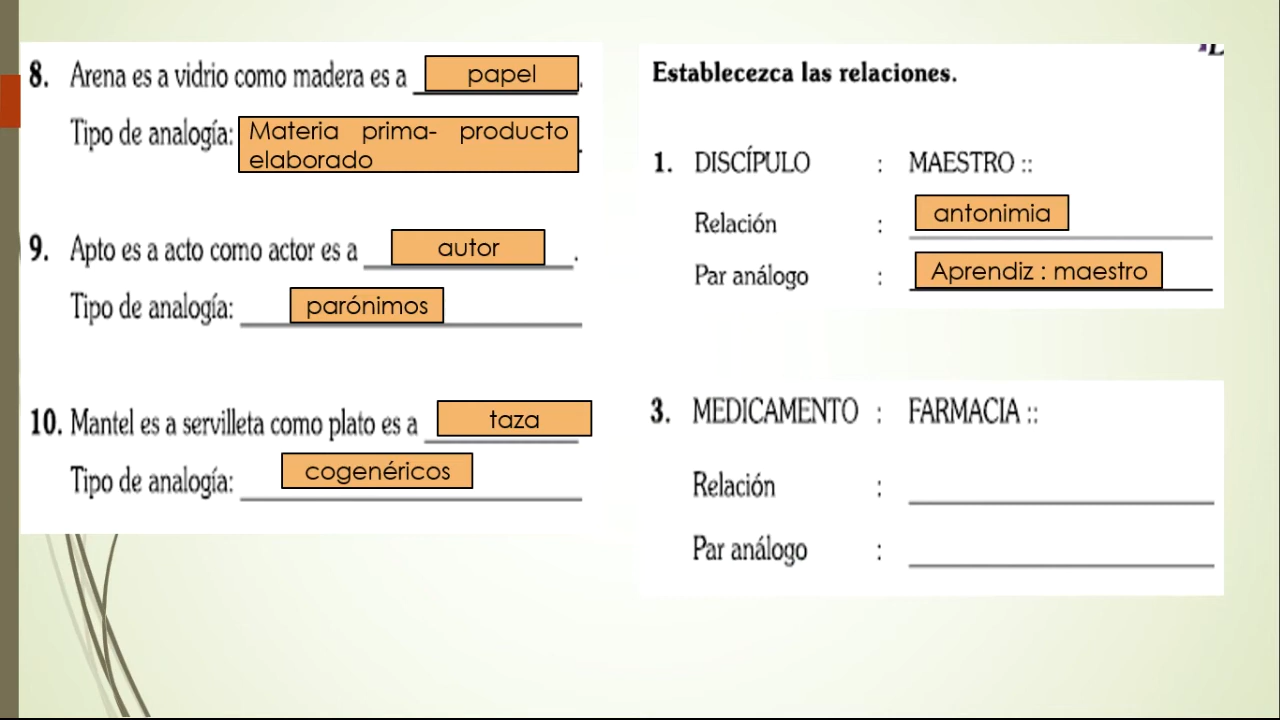 8. Arena es a vidrio como madera es a papel.
Tipo de analogía: Materia prima- producto
elaborado.
9. Apto es a acto como actor es a autor.
Tipo de analogía: parónimos
10. Mantel es a servilleta como plato es a taza
Tipo de analogía: cogenéricos
Establecezca las relaciones.
1. DISCÍPULO : MAESTRO ::
Relación : antonimia
Par análogo : Aprendiz : maestro
3. MEDICAMENTO : FARMACIA ::
Relación :
Par análogo :